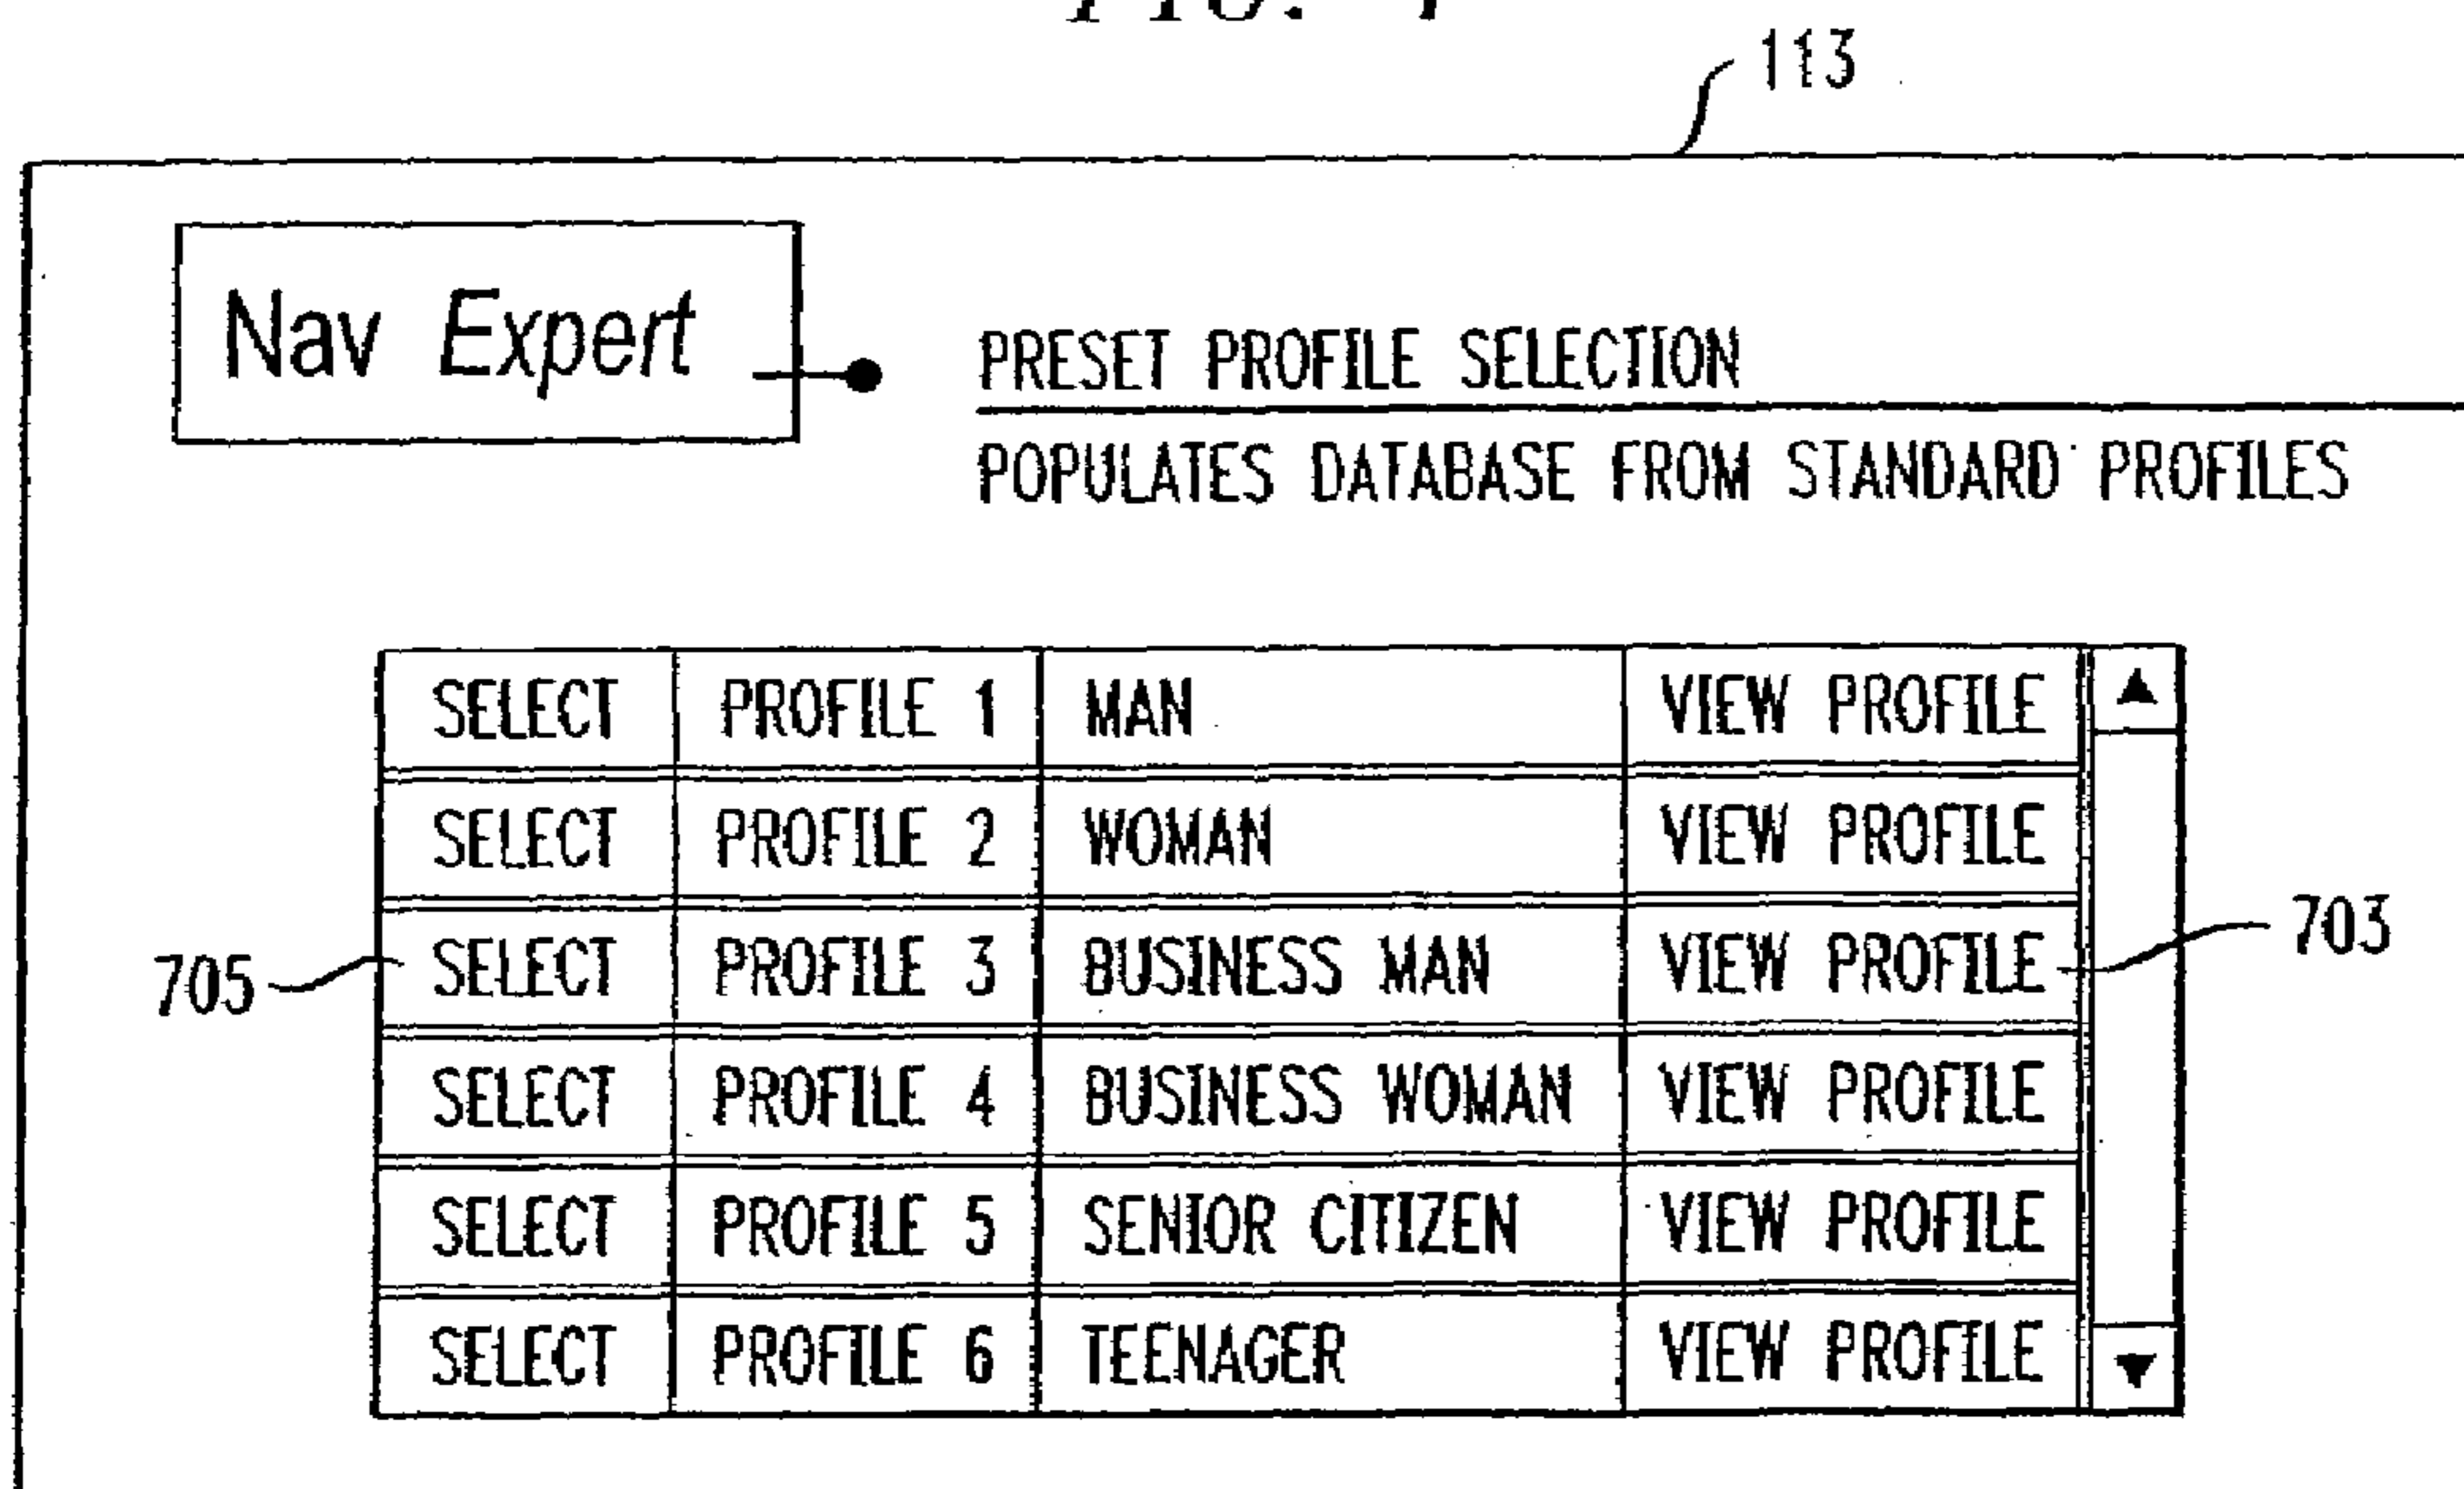 113
Nav Expert
PRESET PROFILE SELECTION
POPULATES DATABASE FROM STANDARD PROFILES
SELECT PROFILE 1 MAN VIEW PROFILE
SELECT PROFILE 2 WOMAN VIEW PROFILE
705 SELECT PROFILE 3 BUSINESS MAN VIEW PROFILE 703
SELECT PROFILE 4 BUSINESS WOMAN VIEW PROFILE
SELECT PROFILE 5 SENIOR CITIZEN VIEW PROFILE
SELECT PROFILE 6 TEENAGER VIEW PROFILE